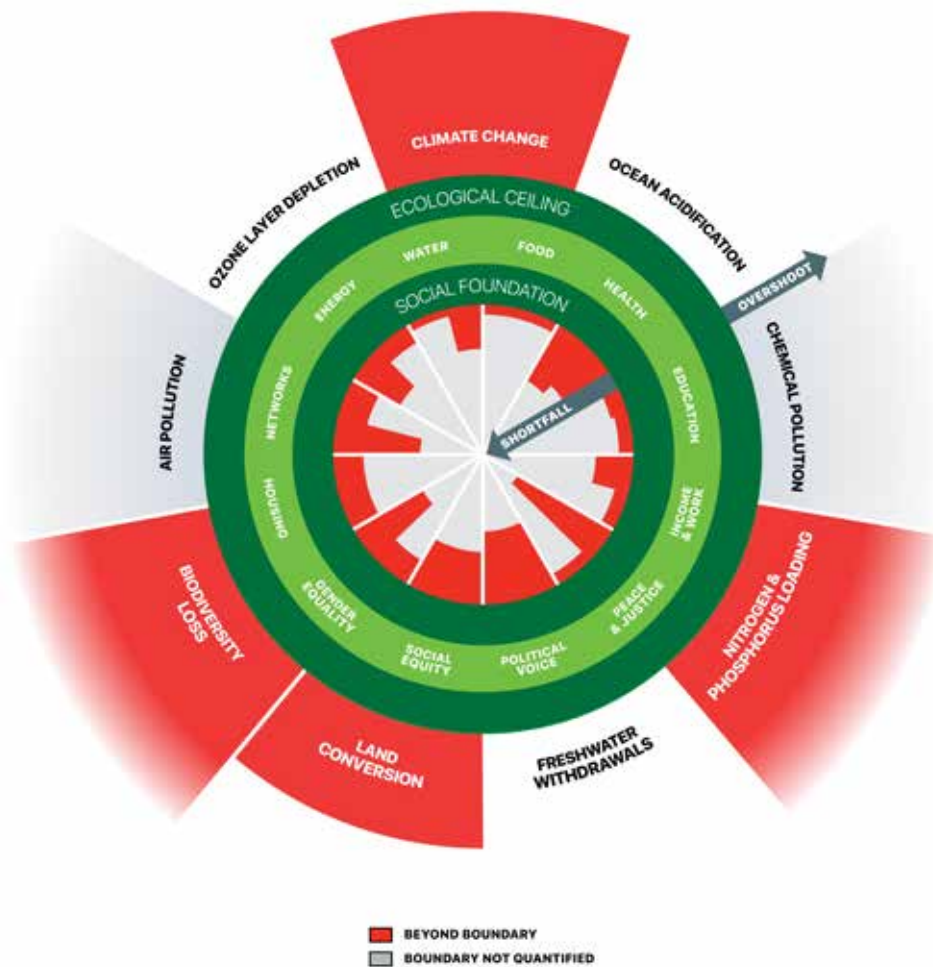 CLIMATE CHANGE
OZONE LAYER DEPLETION
OCEAN ACIDIFICATION
ECOLOGICAL CEILING
WATER
FOOD
ENERGY
HEALTH
SOCIAL FOUNDATION
OVERSHOOT
AIR POLLUTION
NETWORKS
SHORTFALL
EDUCATION
CHEMICAL POLLUTION
HOUSING
INCOME
& WORK
BIODIVERSITY
LOSS
GENDER
EQUALITY
SOCIAL
EQUITY
POLITICAL
VOICE
PEACE
& JUSTICE
NITROGEN &
PHOSPHORUS LOADING
LAND
CONVERSION
FRESHWATER
WITHDRAWALS
BEYOND BOUNDARY
BOUNDARY NOT QUANTIFIED